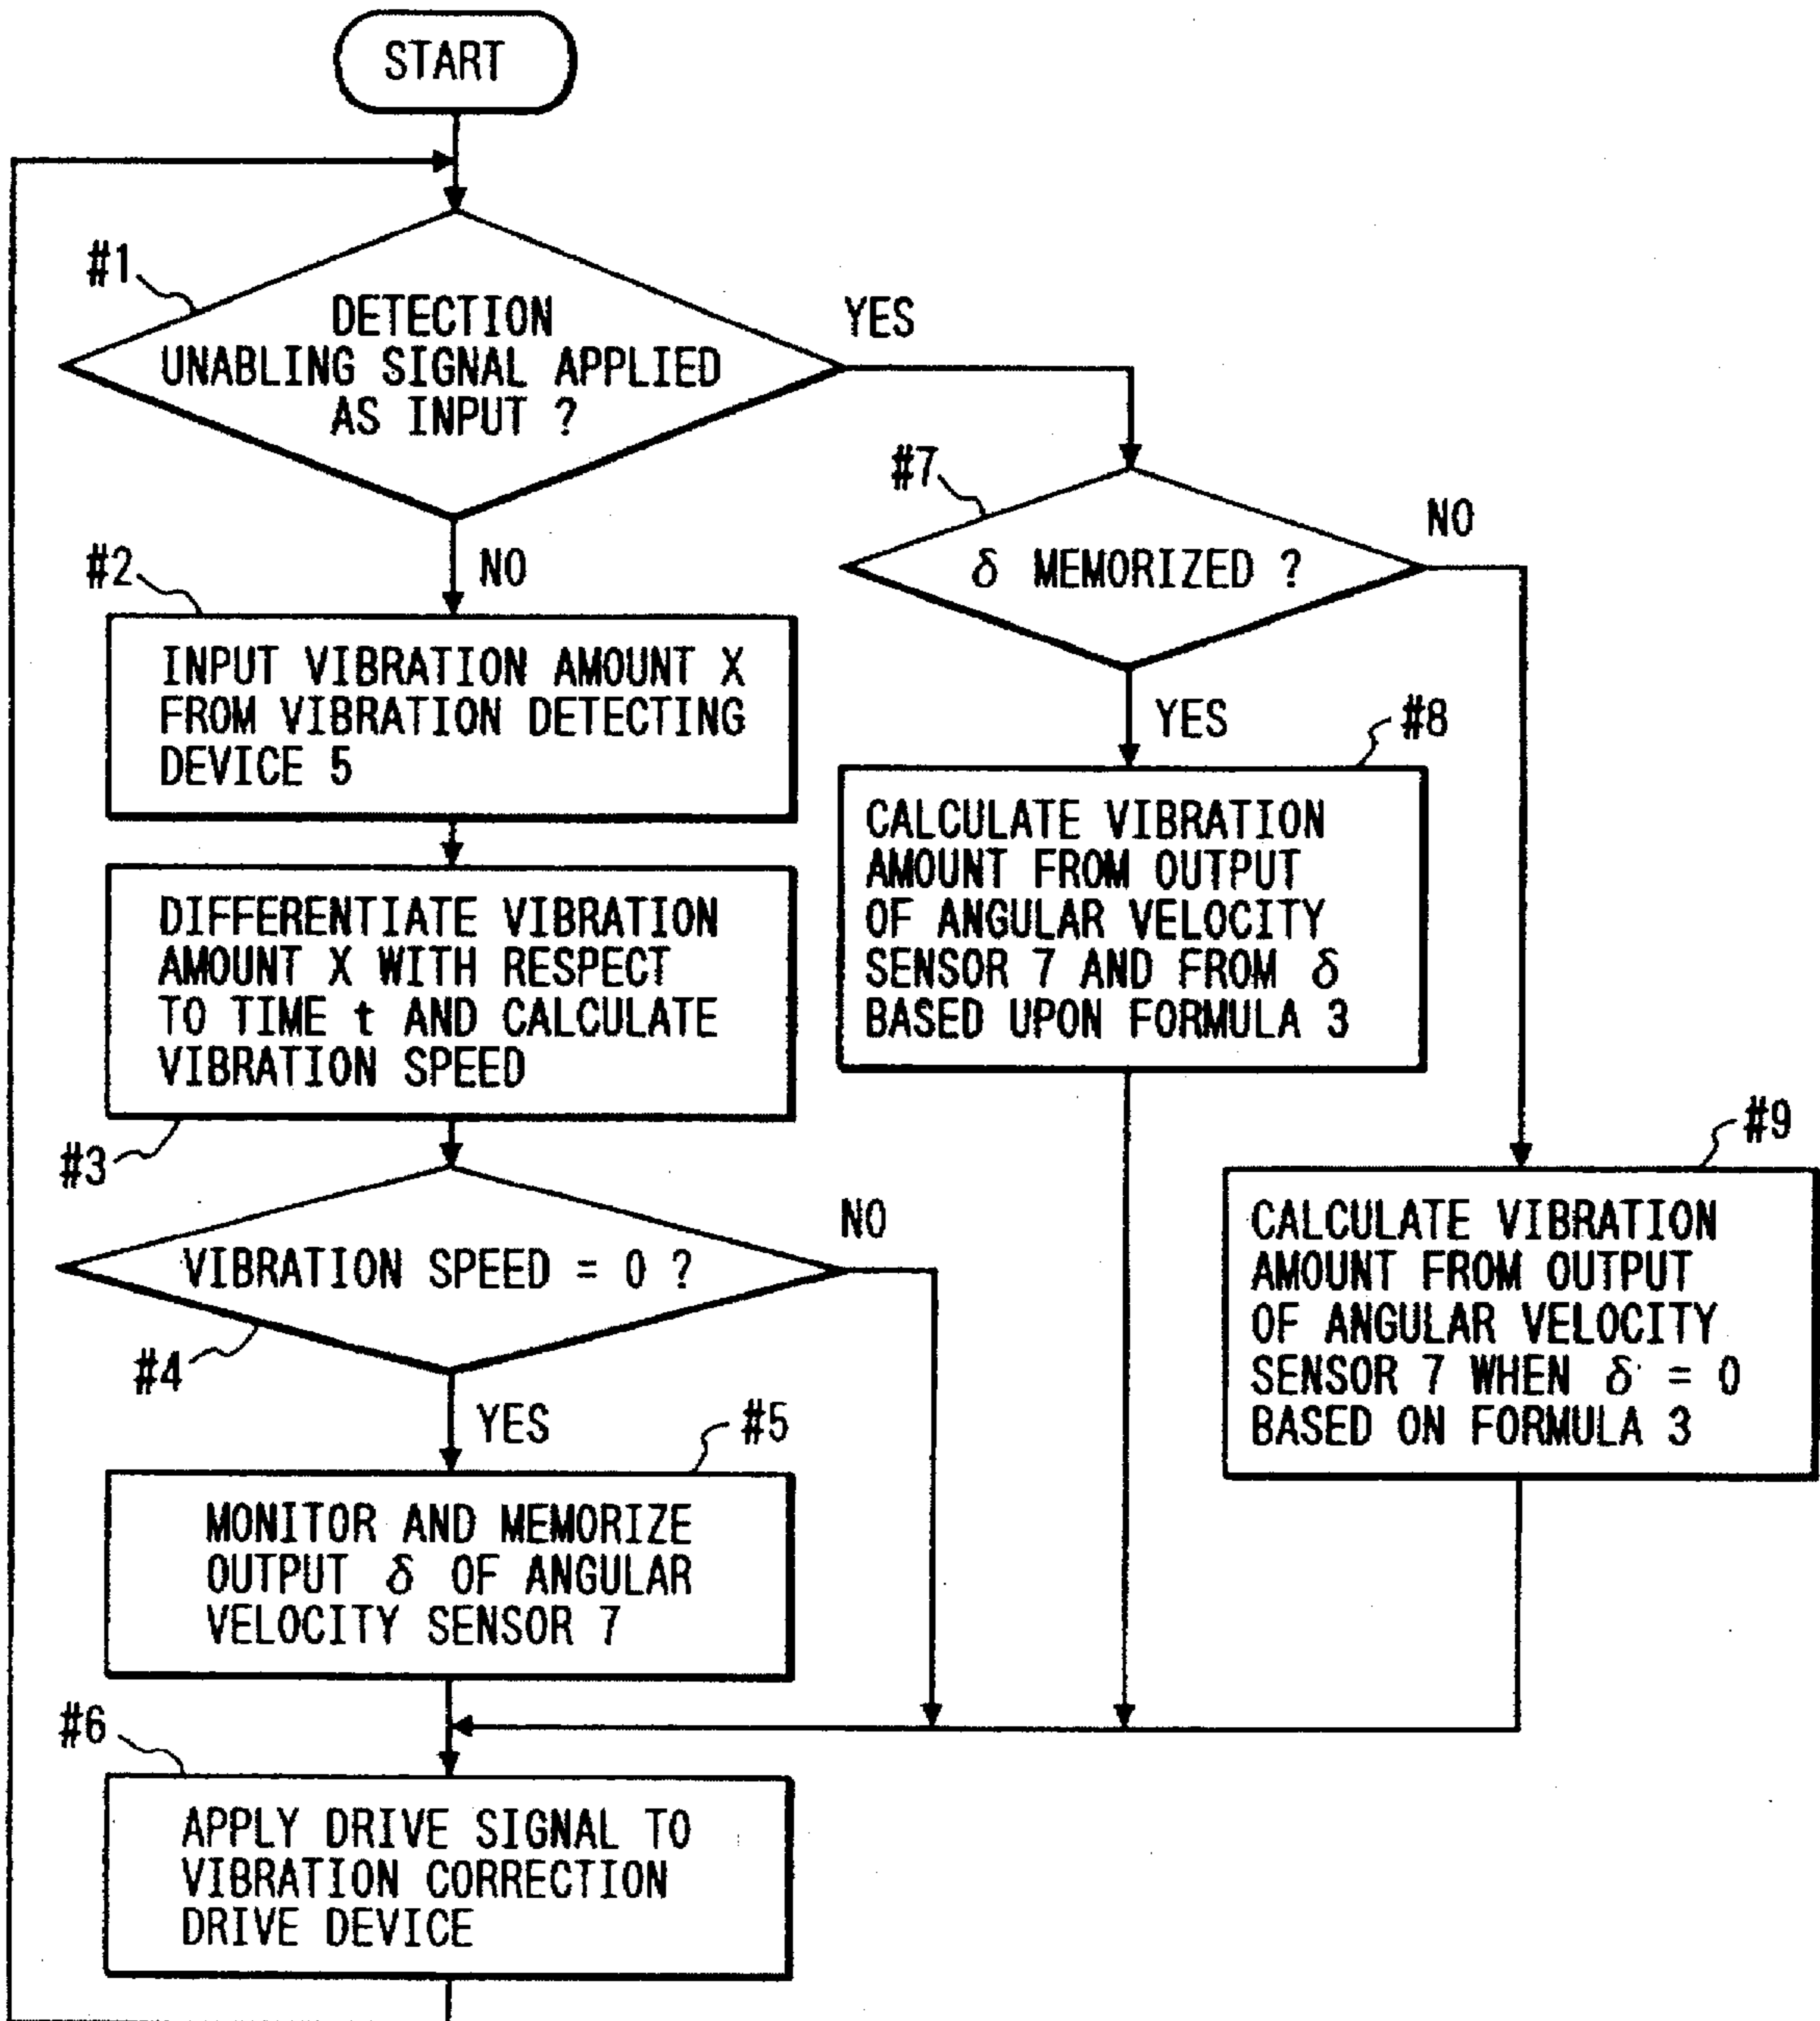 START
#1
DETECTION
UNABLING SIGNAL APPLIED
AS INPUT ?
YES
NO
#2
INPUT VIBRATION AMOUNT X
FROM VIBRATION DETECTING
DEVICE 5
DIFFERENTIATE VIBRATION
AMOUNT X WITH RESPECT
TO TIME t AND CALCULATE
VIBRATION SPEED
#3
VIBRATION SPEED = 0 ?
NO
#4
YES
#5
MONITOR AND MEMORIZE
OUTPUT δ OF ANGULAR
VELOCITY SENSOR 7
#6
APPLY DRIVE SIGNAL TO
VIBRATION CORRECTION
DRIVE DEVICE
#7
δ MEMORIZED ?
NO
YES
#8
CALCULATE VIBRATION
AMOUNT FROM OUTPUT
OF ANGULAR VELOCITY
SENSOR 7 AND FROM δ
BASED UPON FORMULA 3
#9
CALCULATE VIBRATION
AMOUNT FROM OUTPUT
OF ANGULAR VELOCITY
SENSOR 7 WHEN δ = 0
BASED ON FORMULA 3